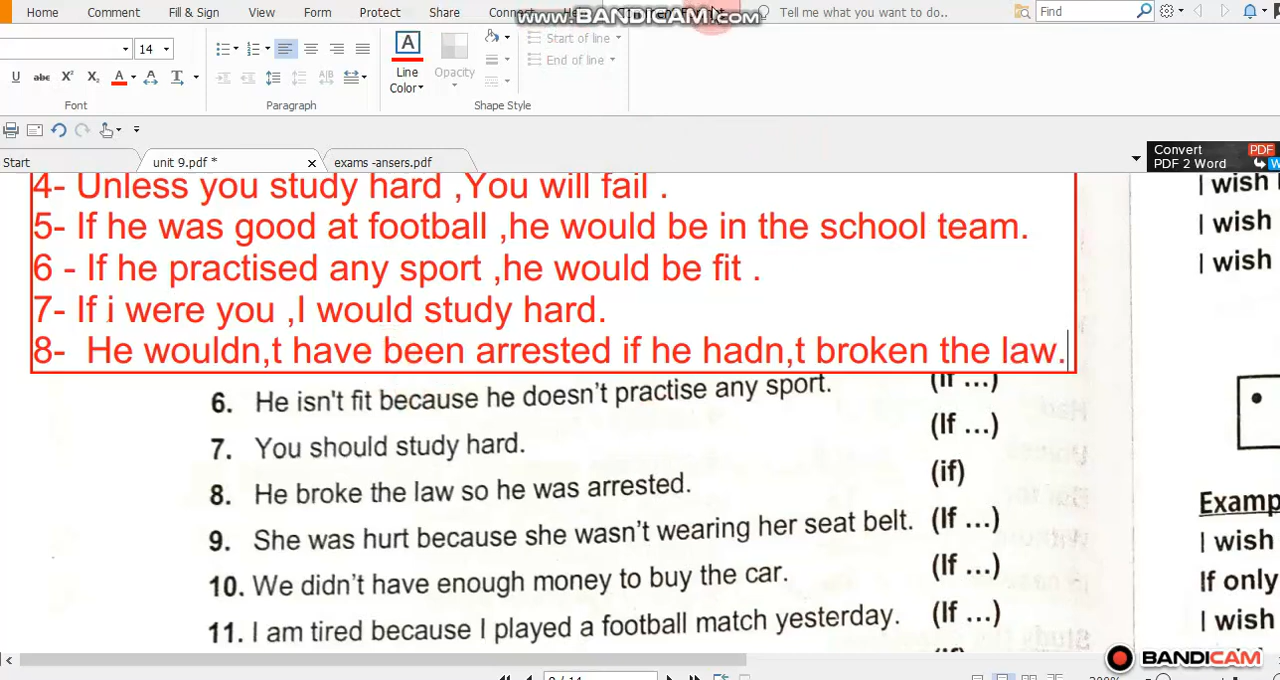 Home Comment Fill & Sign View Form Protect Share Connect Tell me what you want to do.. Find
www.BANDICAM.com
14 Start of line
Line Opacity End of line
Color
Font Paragraph Shape Style
Convert
Start unit 9.pdf * exams -ansers.pdf PDF 2 Word PDF
4- Unless you study hard ,You will fail .
5- If he was good at football ,he would be in the school team.
6 - If he practised any sport ,he would be fit .
7- If i were you ,I would study hard.
8- He wouldn,t have been arrested if he hadn,t broken the law.
6. He isn't fit because he doesn't practise any sport. (If ...)
7. You should study hard. (If ...)
8. He broke the law so he was arrested. (if)
9. She was hurt because she wasn't wearing her seat belt. (If ...)
10. We didn't have enough money to buy the car. (If ...)
11. I am tired because I played a football match yesterday. (If ...)
I wish
I wish
I wish
Examp
I wish
If only
I wish
BANDICAM